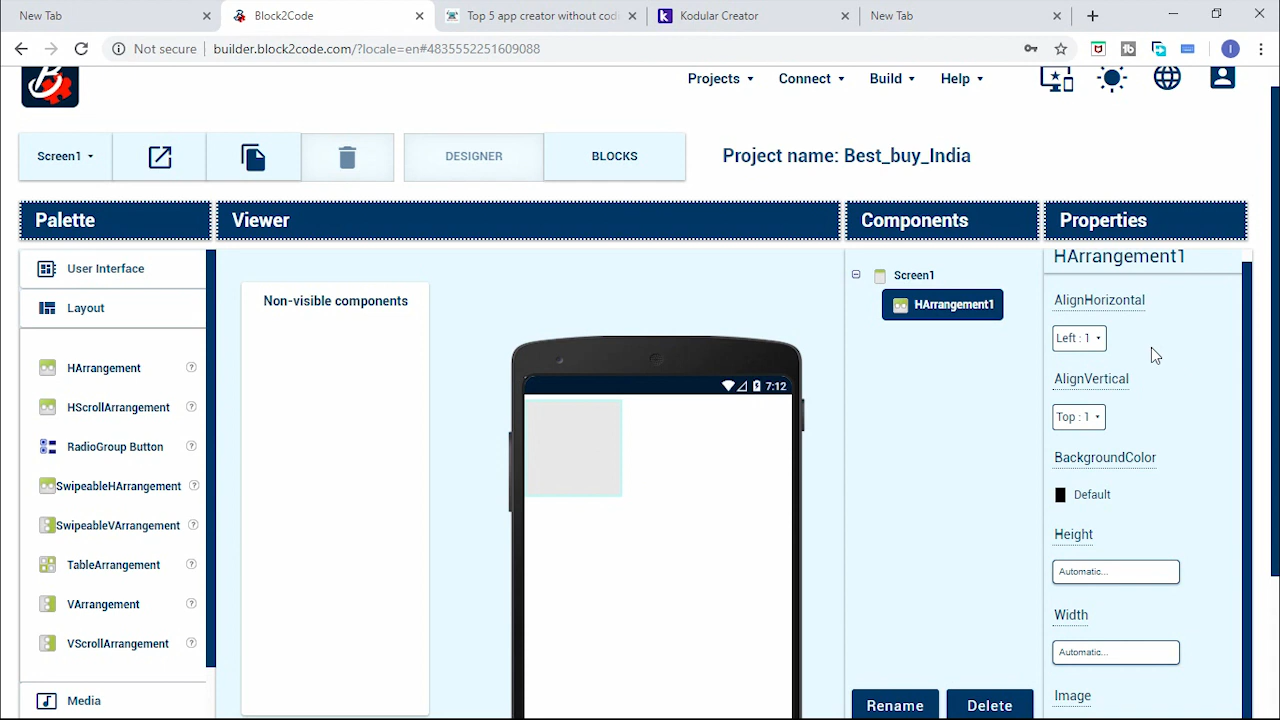 New Tab
Block2Code
Top 5 app creator without codi
Kodular Creator
New Tab
Not secure
builder.block2code.com/?locale=en#4835552251609088
Projects
Connect
Build
Help
Screen1
DESIGNER
BLOCKS
Project name: Best_buy_India
Palette
Viewer
Components
Properties
User Interface
Layout
HArrangement
HScrollArrangement
RadioGroup Button
SwipeableHArrangement
SwipeableVArrangement
TableArrangement
VArrangement
VScrollArrangement
Media
Non-visible components
7:12
Screen1
HArrangement1
Rename
Delete
HArrangement1
AlignHorizontal
Left : 1
AlignVertical
Top : 1
BackgroundColor
Default
Height
Automatic...
Width
Automatic...
Image